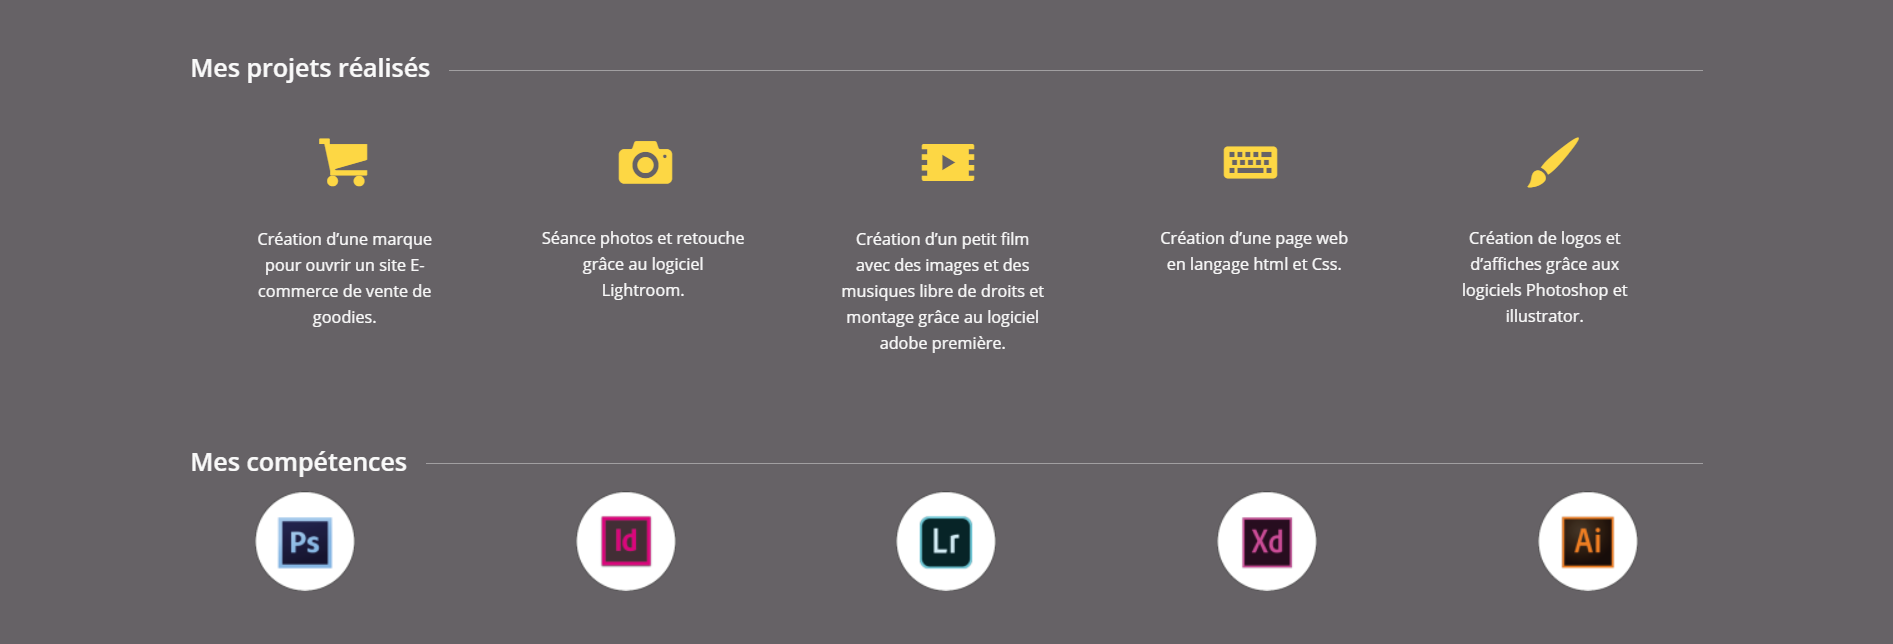 Mes projets réalisés
Création d’une marque
pour ouvrir un site E-
commerce de vente de
goodies.
Séance photos et retouche
grâce au logiciel
Lightroom.
Création d’un petit film
avec des images et des
musiques libre de droits et
montage grâce au logiciel
adobe première.
Création d’une page web
en langage html et Css.
Création de logos et
d’affiches grâce aux
logiciels Photoshop et
illustrator.
Mes compétences
Ps
Id
Lr
Xd
Ai